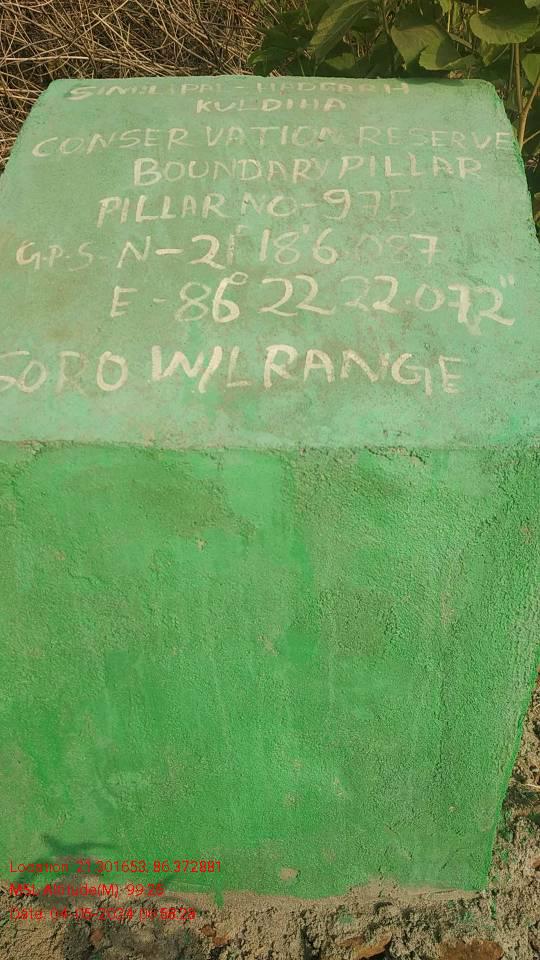 SIMILIPAL-HADGARH
KULDIHA
CONSERVATION RESERVE
BOUNDARY PILLAR
PILLAR NO-975
G.P.S- N-21°18'6.087
E-86°22'22.072"
SORO W/L RANGE
Location: 21.301653, 86.372881
MSL Altitude(M): 99.25